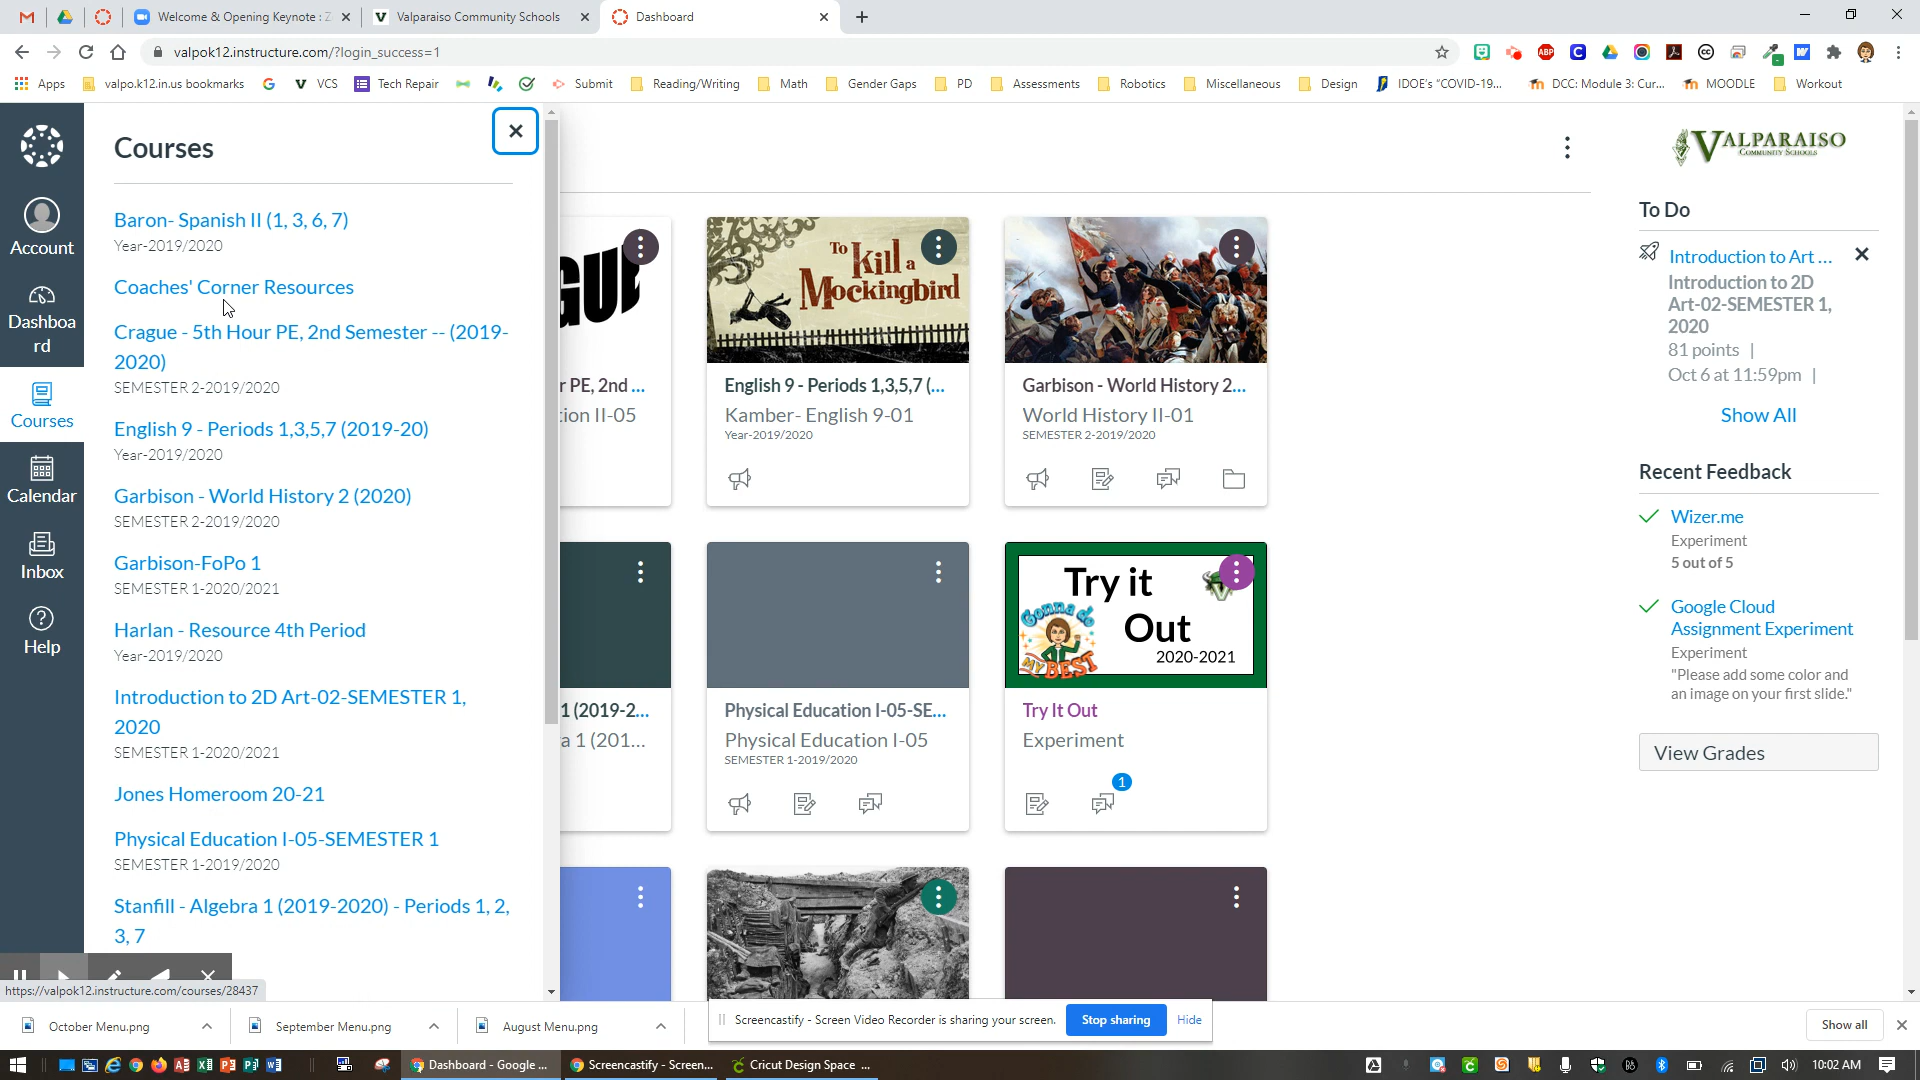 Welcome & Opening Keynote : Z
Valparaiso Community Schools
Dashboard
valpok12.instructure.com/?login_success=1
Apps
valpo.k12.in.us bookmarks
VCS
Tech Repair
Submit
Reading/Writing
Math
Gender Gaps
PD
Assessments
Robotics
Miscellaneous
Design
IDOE's "COVID-19...
DCC: Module 3: Cur...
MOODLE
Workout
Account
Dashboa
rd
Courses
Calendar
Inbox
Help
Courses
Baron- Spanish II (1, 3, 6, 7)
Year-2019/2020
Coaches' Corner Resources
Crague - 5th Hour PE, 2nd Semester -- (2019-
2020)
SEMESTER 2-2019/2020
English 9 - Periods 1,3,5,7 (2019-20)
Year-2019/2020
Garbison - World History 2 (2020)
SEMESTER 2-2019/2020
Garbison-FoPo 1
SEMESTER 1-2020/2021
Harlan - Resource 4th Period
Year-2019/2020
Introduction to 2D Art-02-SEMESTER 1,
2020
SEMESTER 1-2020/2021
Jones Homeroom 20-21
Physical Education I-05-SEMESTER 1
SEMESTER 1-2019/2020
Stanfill - Algebra 1 (2019-2020) - Periods 1, 2,
3, 7
https://valpok12.instructure.com/courses/28437
GUE
r PE, 2nd ...
ion II-05
To
Kill a
Mockingbird
English 9 - Periods 1,3,5,7 (...
Kamber- English 9-01
Year-2019/2020
Garbison - World History 2...
World History II-01
SEMESTER 2-2019/2020
1 (2019-2...
a 1 (201...
Physical Education I-05-SE...
Physical Education I-05
SEMESTER 1-2019/2020
Try it
Out
2020-2021
Gonna do
MY BEST
Try It Out
Experiment
1
VALPARAISO
COMMUNITY SCHOOLS
To Do
Introduction to Art ...
Introduction to 2D
Art-02-SEMESTER 1,
2020
81 points |
Oct 6 at 11:59pm |
Show All
Recent Feedback
Wizer.me
Experiment
5 out of 5
Google Cloud
Assignment Experiment
Experiment
"Please add some color and
an image on your first slide."
View Grades
October Menu.png
September Menu.png
August Menu.png
Screencastify - Screen Video Recorder is sharing your screen.
Stop sharing
Hide
Show all
Dashboard - Google ...
Screencastify - Screen...
Cricut Design Space ...
10:02 AM